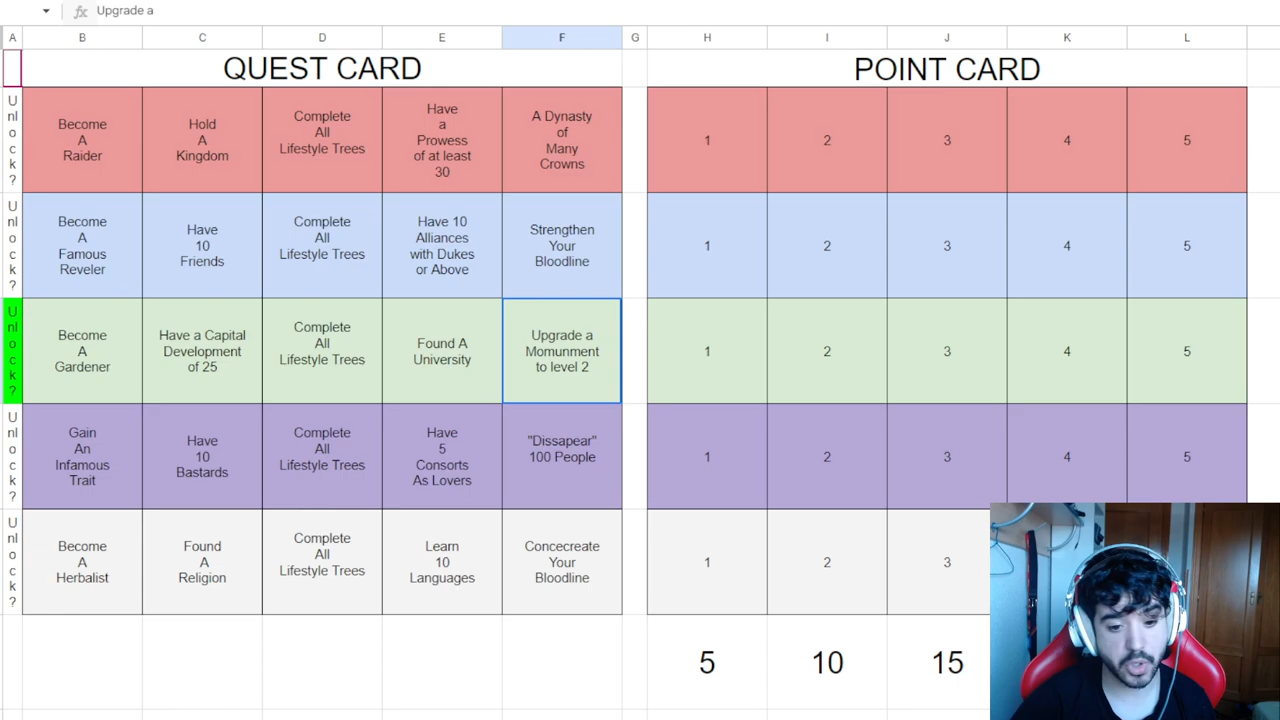 fx Upgrade a
A B C D E F G H I J K L
QUEST CARD POINT CARD
Unlock?
Become
A
Raider
Hold
A
Kingdom
Complete
All
Lifestyle Trees
Have
a
Prowess
of at least
30
A Dynasty
of
Many
Crowns
1 2 3 4 5
Unlock?
Become
A
Famous
Reveler
Have
10
Friends
Complete
All
Lifestyle Trees
Have 10
Alliances
with Dukes
or Above
Strengthen
Your
Bloodline
1 2 3 4 5
Unlock?
Become
A
Gardener
Have a Capital
Development
of 25
Complete
All
Lifestyle Trees
Found A
University
Upgrade a
Momunment
to level 2
1 2 3 4 5
Unlock?
Gain
An
Infamous
Trait
Have
10
Bastards
Complete
All
Lifestyle Trees
Have
5
Consorts
As Lovers
"Dissapear"
100 People
1 2 3 4 5
Unlock?
Become
A
Herbalist
Found
A
Religion
Complete
All
Lifestyle Trees
Learn
10
Languages
Concecreate
Your
Bloodline
1 2 3
5 10 15